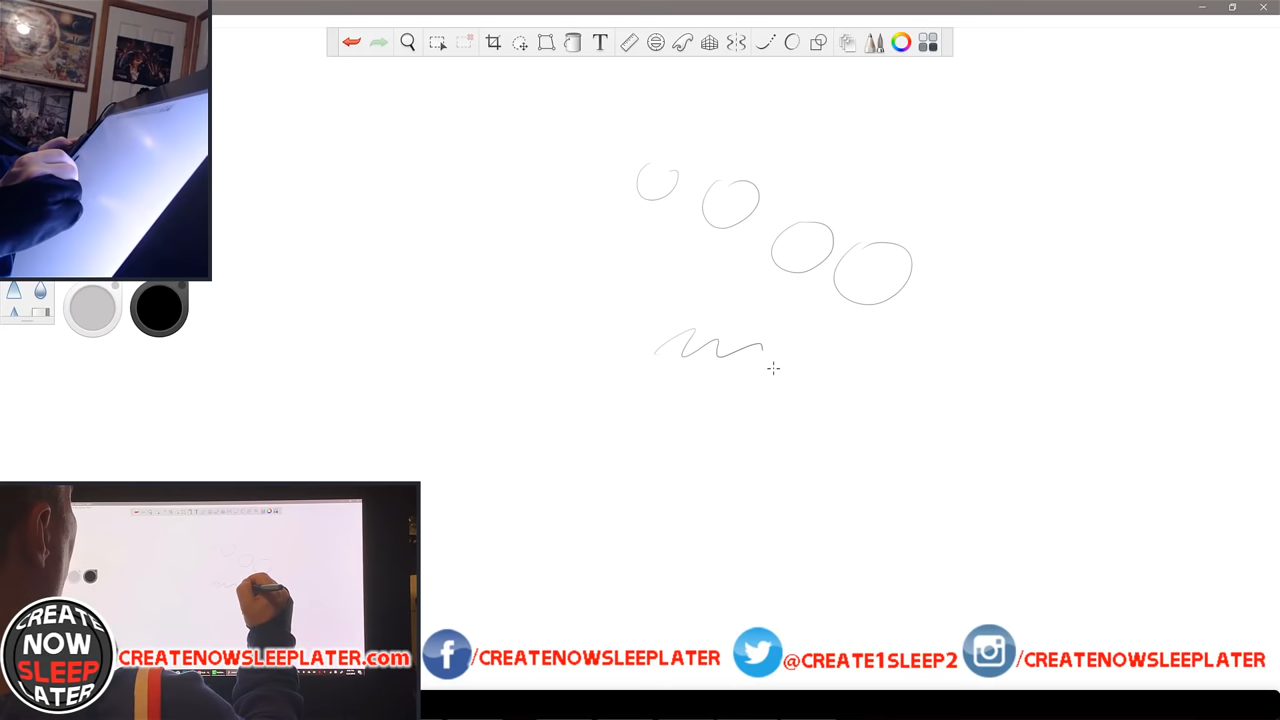 T
CREATE
NOW
SLEEP
LATER
CREATENOWSLEEPLATER.com
f/CREATENOWSLEEPLATER
@CREATE1SLEEP2
/CREATENOWSLEEPLATER